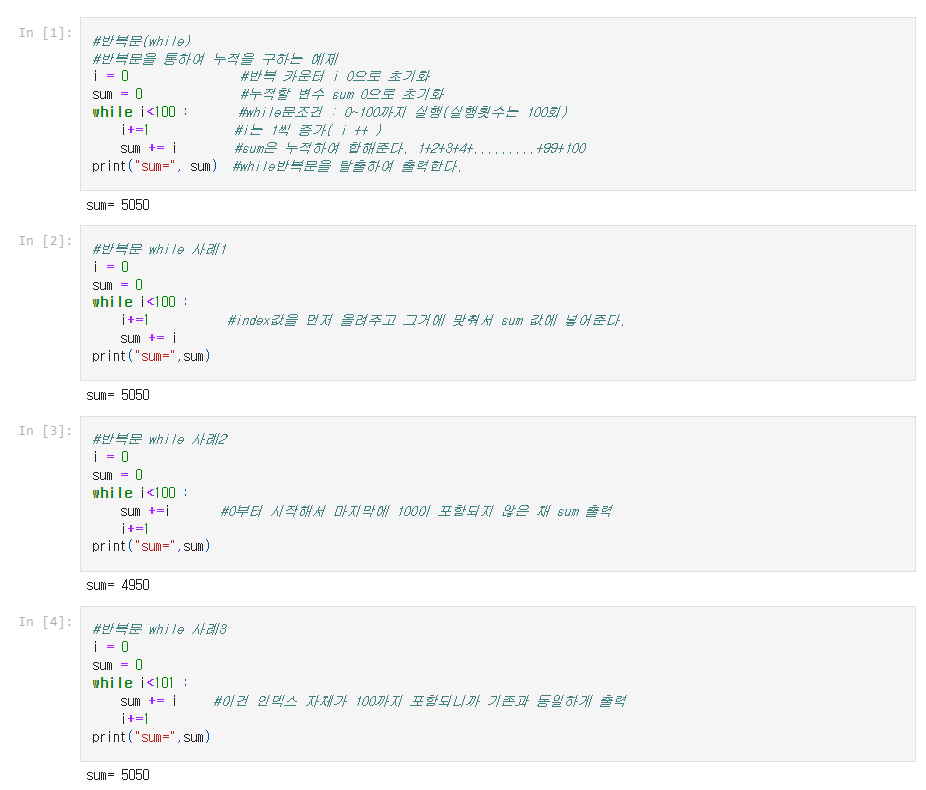 In [1]:
#반복문(while)
#반복문을 통하여 누적을 구하는 예제
i = 0 #반복 카운터 i 0으로 초기화
sum = 0 #누적할 변수 sum 0으로 초기화
while i<100 : #while문조건 : 0~100까지 실행(실행횟수는 100회)
i+=1 #i는 1씩 증가( i ++ )
sum += i #sum은 누적하여 합해준다. 1+2+3+4+.........+99+100
print("sum=", sum) #while반복문을 탈출하여 출력한다.
sum= 5050
In [2]:
#반복문 while 사례1
i = 0
sum = 0
while i<100 :
i+=1 #index값을 먼저 올려주고 그거에 맞춰서 sum 값에 넣어준다.
sum += i
print("sum=",sum)
sum= 5050
In [3]:
#반복문 while 사례2
i = 0
sum = 0
while i<100 :
sum +=i #0부터 시작해서 마지막에 100이 포함되지 않은 채 sum 출력
i+=1
print("sum=",sum)
sum= 4950
In [4]:
#반복문 while 사례3
i = 0
sum = 0
while i<101 :
sum += i #이건 인덱스 자체가 100까지 포함되니까 기존과 동일하게 출력
i+=1
print("sum=",sum)
sum= 5050